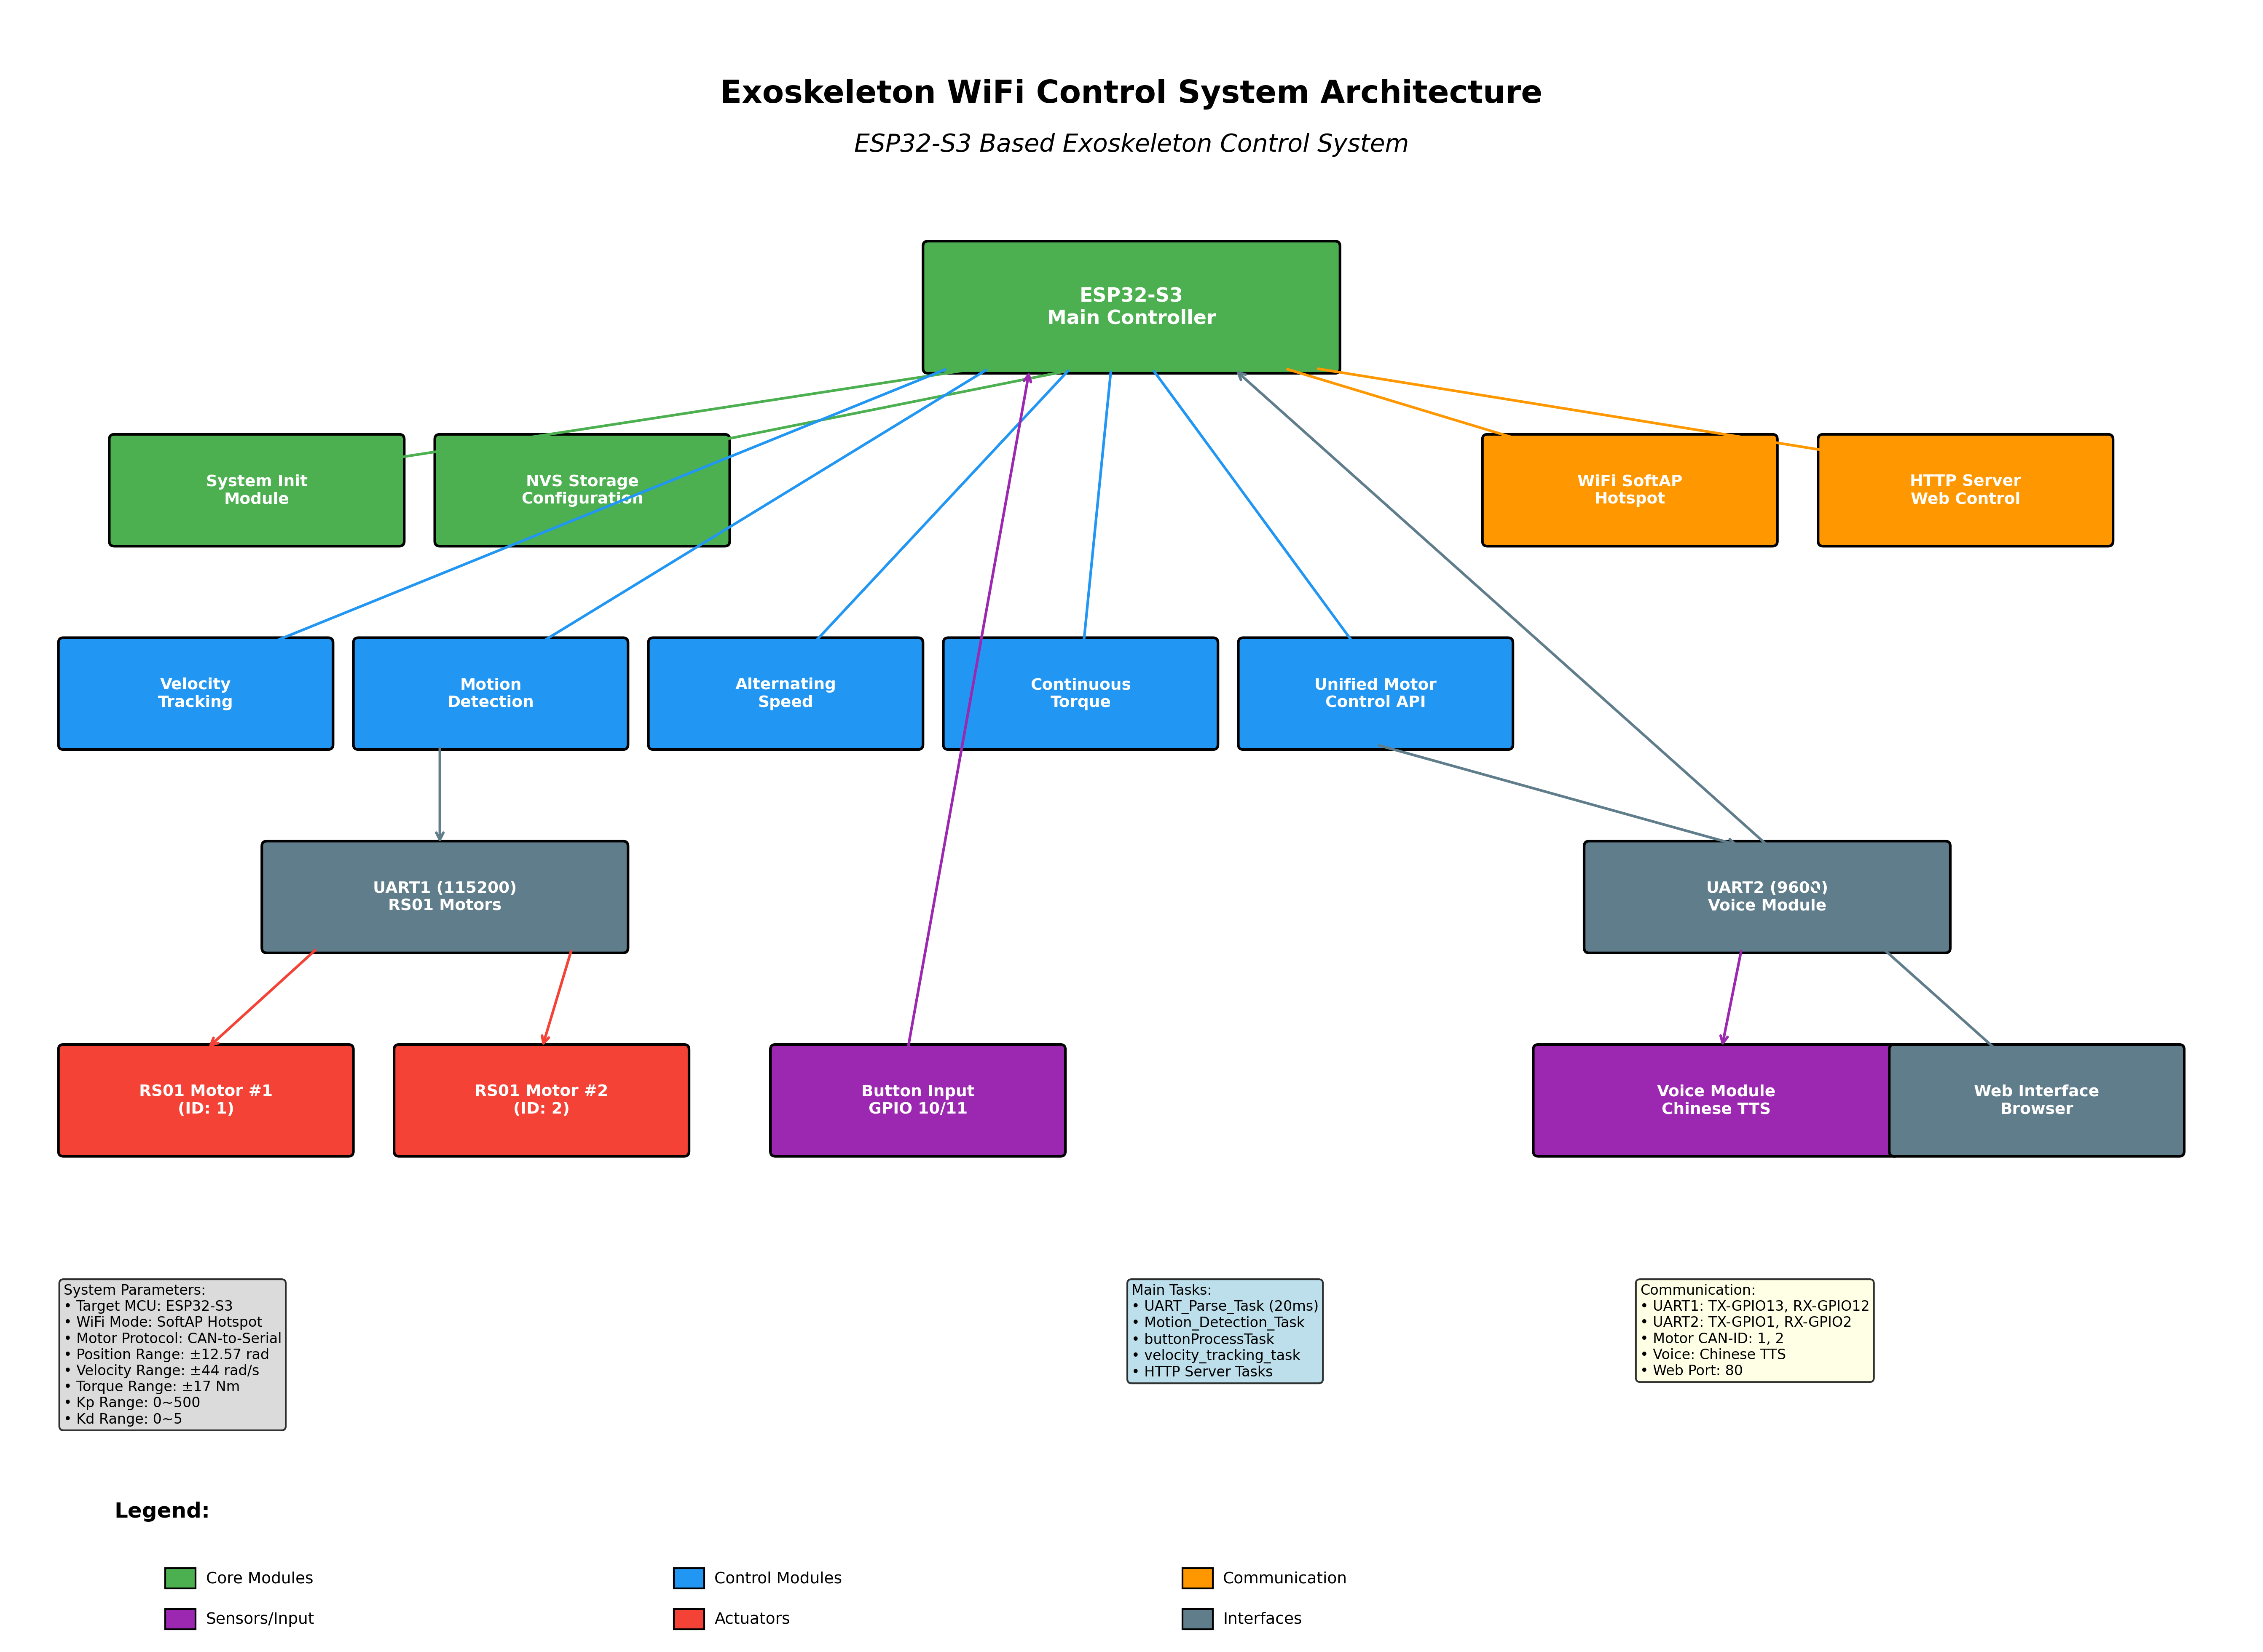 Exoskeleton WiFi Control System Architecture
ESP32-S3 Based Exoskeleton Control System
ESP32-S3
Main Controller
System Init
Module
NVS Storage
Configuration
WiFi SoftAP
Hotspot
HTTP Server
Web Control
Velocity
Tracking
Motion
Detection
Alternating
Speed
Continuous
Torque
Unified Motor
Control API
UART1 (115200)
RS01 Motors
UART2 (9600)
Voice Module
RS01 Motor #1
(ID: 1)
RS01 Motor #2
(ID: 2)
Button Input
GPIO 10/11
Voice Module
Chinese TTS
Web Interface
Browser
System Parameters:
• Target MCU: ESP32-S3
• WiFi Mode: SoftAP Hotspot
• Motor Protocol: CAN-to-Serial
• Position Range: ±12.57 rad
• Velocity Range: ±44 rad/s
• Torque Range: ±17 Nm
• Kp Range: 0~500
• Kd Range: 0~5
Main Tasks:
• UART_Parse_Task (20ms)
• Motion_Detection_Task
• buttonProcessTask
• velocity_tracking_task
• HTTP Server Tasks
Communication:
• UART1: TX-GPIO13, RX-GPIO12
• UART2: TX-GPIO1, RX-GPIO2
• Motor CAN-ID: 1, 2
• Voice: Chinese TTS
• Web Port: 80
Legend:
Core Modules
Control Modules
Communication
Sensors/Input
Actuators
Interfaces